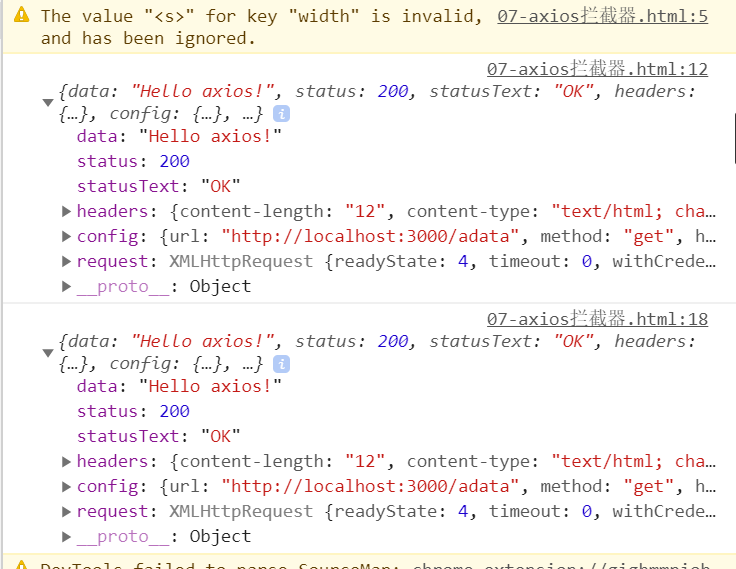 The value "<s>" for key "width" is invalid, 07-axios拦截器.html:5
and has been ignored.
07-axios拦截器.html:12
{data: "Hello axios!", status: 200, statusText: "OK", headers:
{…}, config: {…}, …} i
data: "Hello axios!"
status: 200
statusText: "OK"
headers: {content-length: "12", content-type: "text/html; cha…
config: {url: "http://localhost:3000/adata", method: "get", h…
request: XMLHttpRequest {readyState: 4, timeout: 0, withCrede…
__proto__: Object
07-axios拦截器.html:18
{data: "Hello axios!", status: 200, statusText: "OK", headers:
{…}, config: {…}, …} i
data: "Hello axios!"
status: 200
statusText: "OK"
headers: {content-length: "12", content-type: "text/html; cha…
config: {url: "http://localhost:3000/adata", method: "get", h…
request: XMLHttpRequest {readyState: 4, timeout: 0, withCrede…
__proto__: Object
DevTools failed to parse SourceMap: